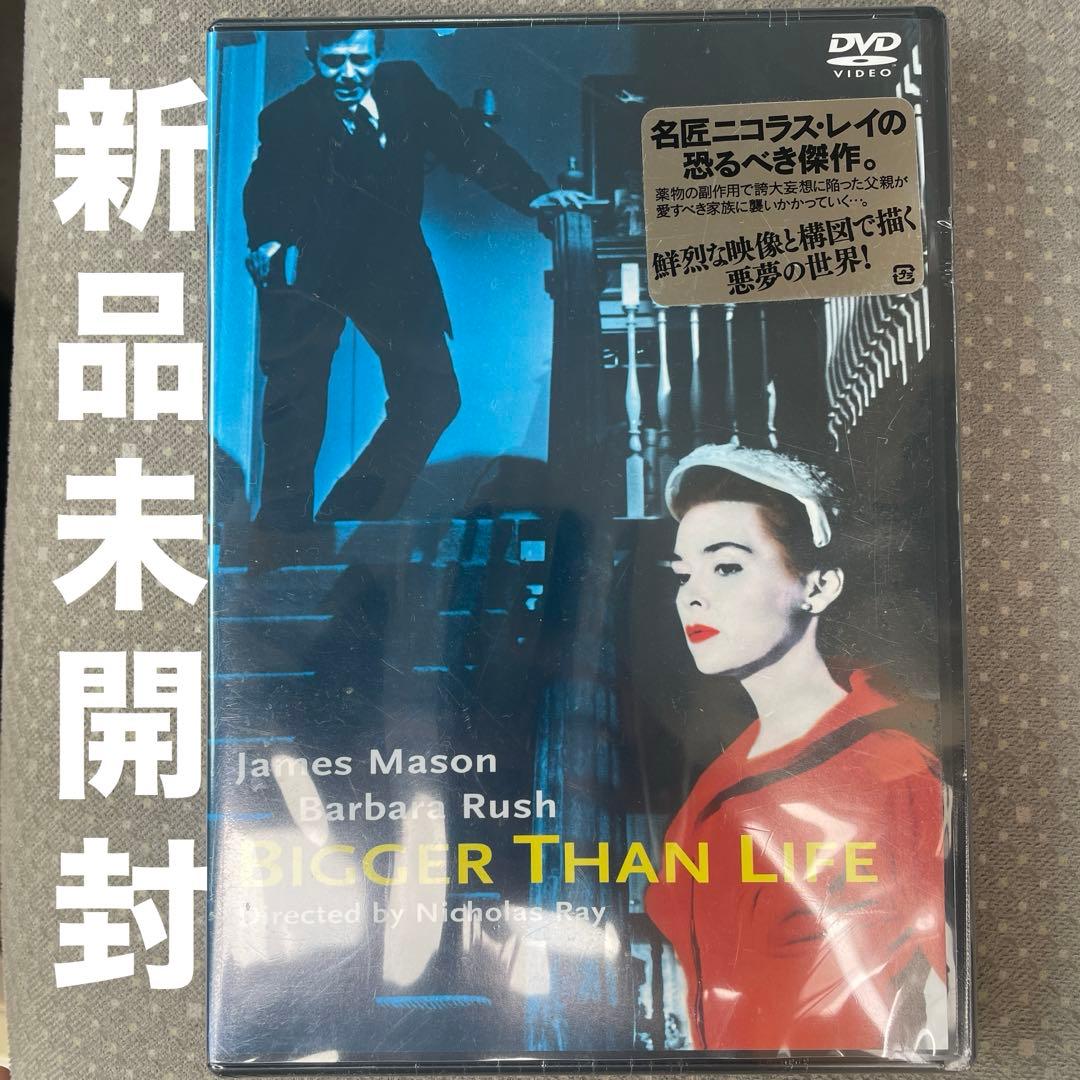 新品未開封
DVD
VIDEO
名匠ニコラス・レイの
恐るべき傑作。
薬物の副作用で誇大妄想に陥った父親が
愛すべき家族に襲いかかっていく…。
鮮烈な映像と構図で描く
悪夢の世界!
James Mason
Barbara Rush
BIGGER THAN LIFE
Directed by Nicholas Ray